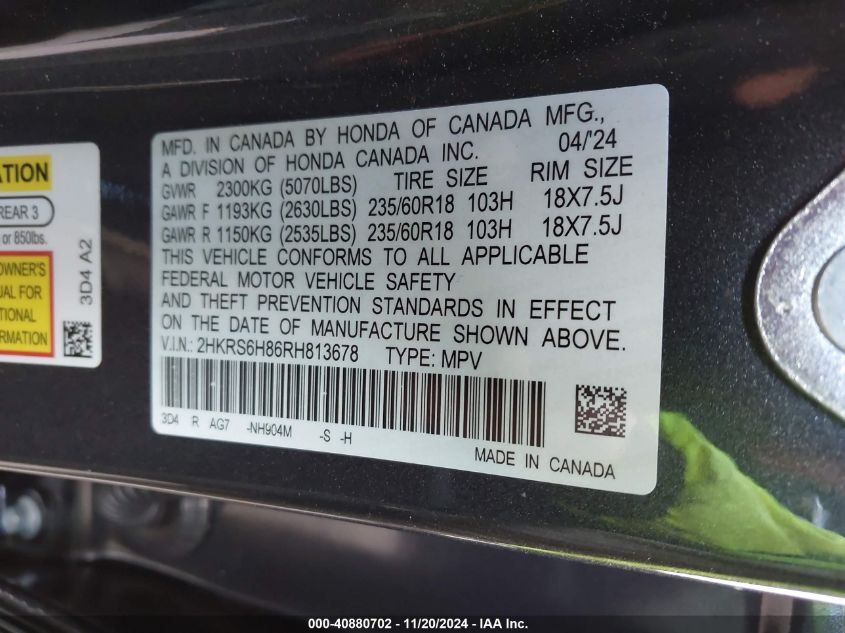 ATION
REAR 3
or 850lbs.
OWNER'S
UAL FOR
TIONAL
ORMATION
3D4 A2
MFD. IN CANADA BY HONDA OF CANADA MFG.,
A DIVISION OF HONDA CANADA INC. 04/'24
GVWR 2300KG (5070LBS) TIRE SIZE RIM SIZE
GAWR F 1193KG (2630LBS) 235/60R18 103H 18X7.5J
GAWR R 1150KG (2535LBS) 235/60R18 103H 18X7.5J
THIS VEHICLE CONFORMS TO ALL APPLICABLE
FEDERAL MOTOR VEHICLE SAFETY
AND THEFT PREVENTION STANDARDS IN EFFECT
ON THE DATE OF MANUFACTURE SHOWN ABOVE.
V.I.N.: 2HKRS6H86RH813678 TYPE: MPV
3D4 R AG7 -NH904M -S -H
MADE IN CANADA
000-40880702 - 11/20/2024 - IAA Inc.